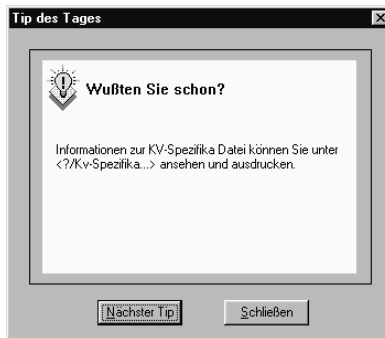 Tip des Tages
Wußten Sie schon?
Informationen zur KV-Spezifika Datei können Sie unter
<?/Kv-Spezifika...> ansehen und ausdrucken.
Nächster Tip
Schließen